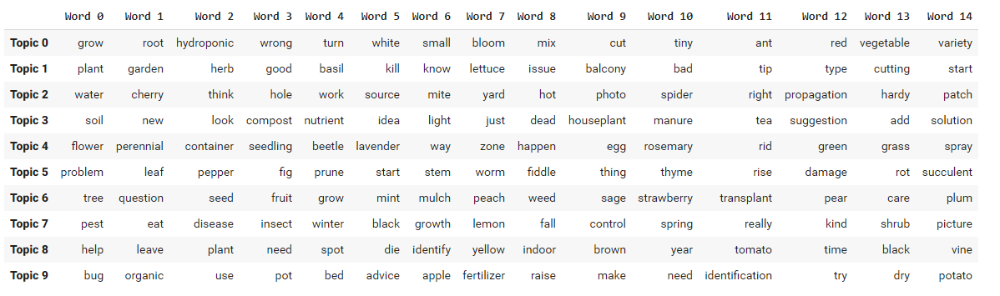 Word 0 Word 1 Word 2 Word 3 Word 4 Word 5 Word 6 Word 7 Word 8 Word 9 Word 10 Word 11 Word 12 Word 13 Word 14
Topic 0 grow root hydroponic wrong turn white small bloom mix cut tiny ant red vegetable variety
Topic 1 plant garden herb good basil kill know lettuce issue balcony bad tip type cutting start
Topic 2 water cherry think hole work source mite yard hot photo spider right propagation hardy patch
Topic 3 soil new look compost nutrient idea light just dead houseplant manure tea suggestion add solution
Topic 4 flower perennial container seedling beetle lavender way zone happen egg rosemary rid green grass spray
Topic 5 problem leaf pepper fig prune start stem worm fiddle thing thyme rise damage rot succulent
Topic 6 tree question seed fruit grow mint mulch peach weed sage strawberry transplant pear care plum
Topic 7 pest eat disease insect winter black growth lemon fall control spring really kind shrub picture
Topic 8 help leave plant need spot die identify yellow indoor brown year tomato time black vine
Topic 9 bug organic use pot bed advice apple fertilizer raise make need identification try dry potato